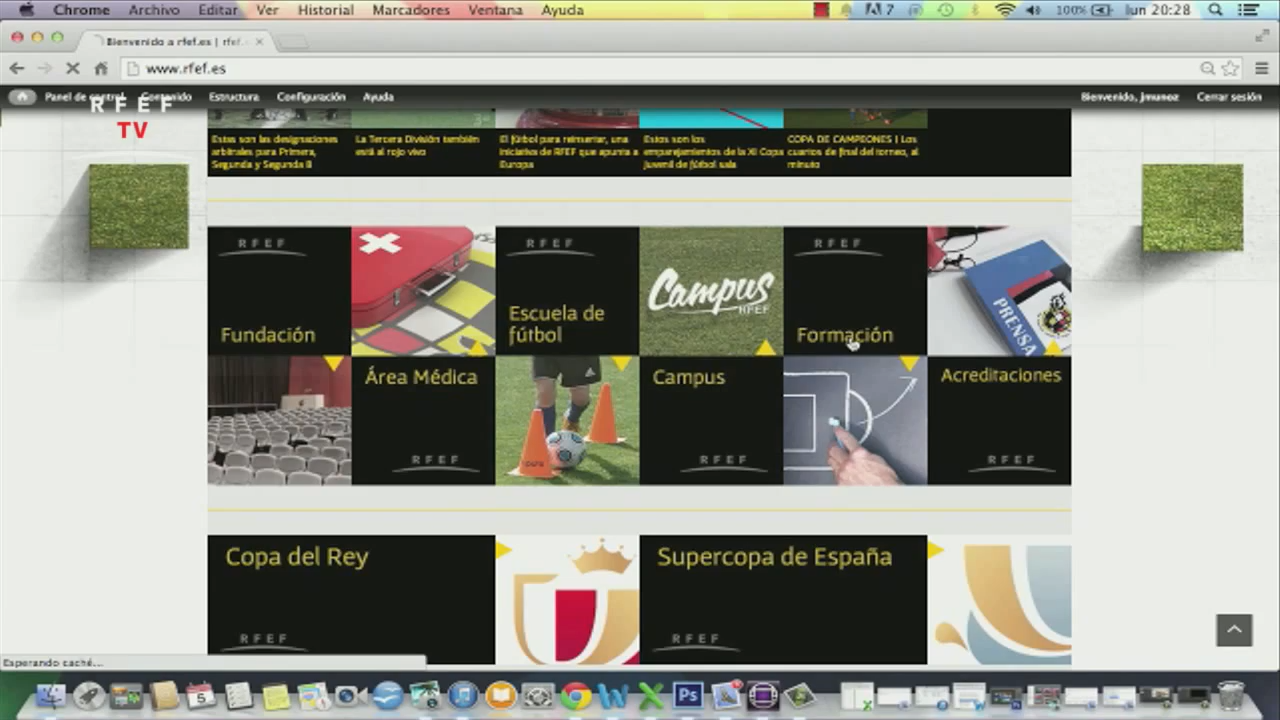 Chrome Archivo Editar Ver Historial Marcadores Ventana Ayuda
7 100% lun 20:28
Bienvenido a rfef.es | rfef.
www.rfef.es
Panel de control Contenido Estructura Configuración Ayuda
Bienvenido, jmunoz Cerrar sesión
RFEF
TV
Estas son las designaciones
arbitrales para Primera,
Segunda y Segunda B
La Tercera División también
está al rojo vivo
El fútbol para reinsertar, una
iniciativa de RFEF que apunta a
Europa
Estos son los
emparejamientos de la XI Copa
Juvenil de fútbol sala
COPA DE CAMPEONES | Los
cuartos de final del torneo, al
minuto
RFEF
Fundación
RFEF
Escuela de
fútbol
Campus
RFEF
RFEF
Formación
PRENSA
Área Médica
RFEF
Campus
RFEF
Acreditaciones
RFEF
Copa del Rey
RFEF
Supercopa de España
RFEF
Esperando caché...
5
Ps